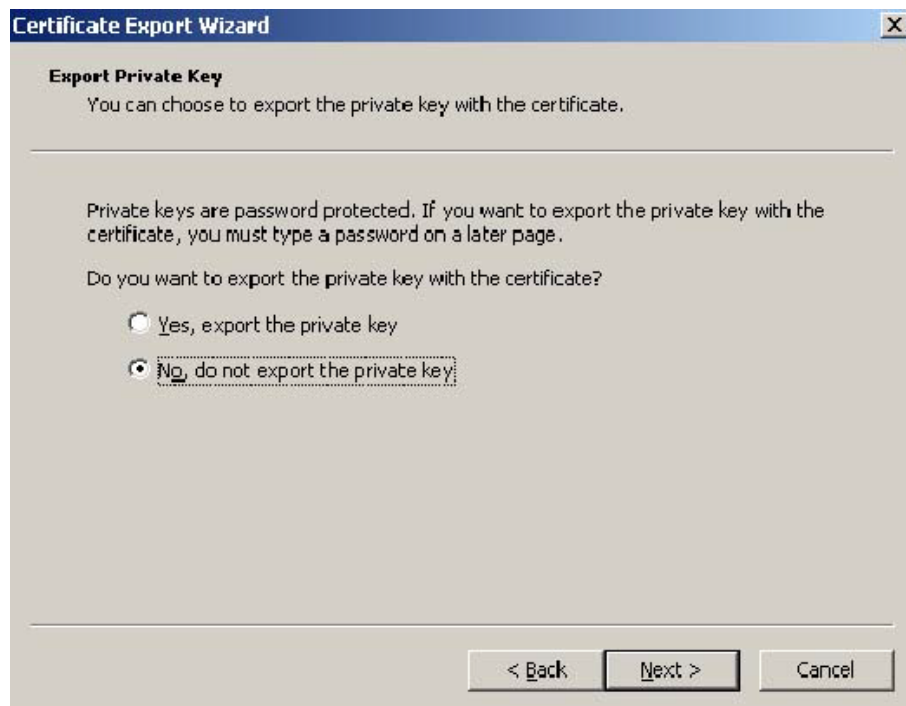 Certificate Export Wizard
Export Private Key
You can choose to export the private key with the certificate.
Private keys are password protected. If you want to export the private key with the
certificate, you must type a password on a later page.
Do you want to export the private key with the certificate?
Yes, export the private key
No, do not export the private key
< Back Next > Cancel